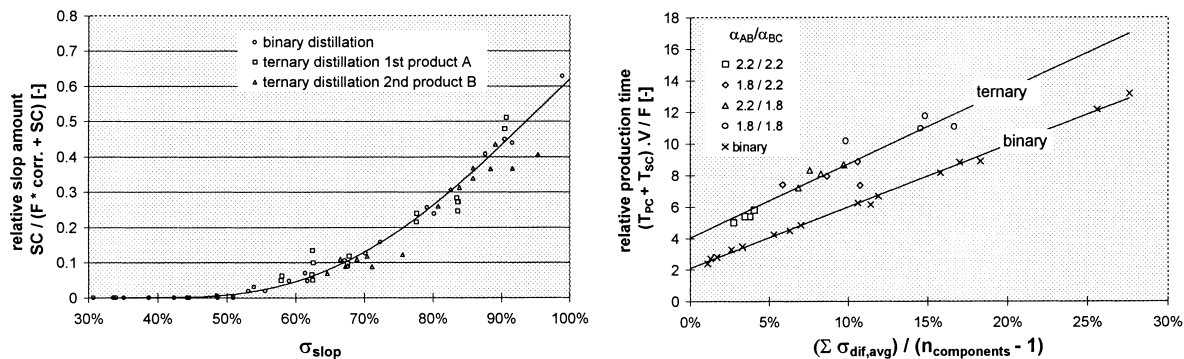 relative slop amount
SC / (F * corr. + SC) [-]
0.8
0.7
0.6
0.5
0.4
0.3
0.2
0.1
0
binary distillation
ternary distillation 1st product A
ternary distillation 2nd product B
30% 40% 50% 60% 70% 80% 90% 100%
σslop
relative production time
(TPC + TSC) .V / F [-]
18
16
14
12
10
8
6
4
2
0
αAB/αBC
2.2 / 2.2
1.8 / 2.2
2.2 / 1.8
1.8 / 1.8
binary
ternary
binary
0% 5% 10% 15% 20% 25% 30%
(Σ σdif,avg) / (ncomponents - 1)